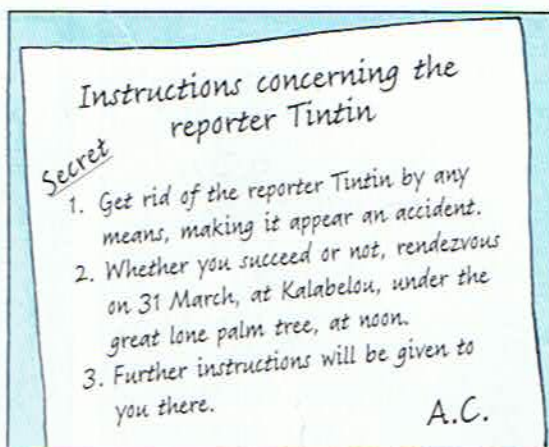 Instructions concerning the
reporter Tintin
Secret
1. Get rid of the reporter Tintin by any
means, making it appear an accident.
2. Whether you succeed or not, rendezvous
on 31 March, at Kalabelou, under the
great lone palm tree, at noon.
3. Further instructions will be given to
you there.
A.C.